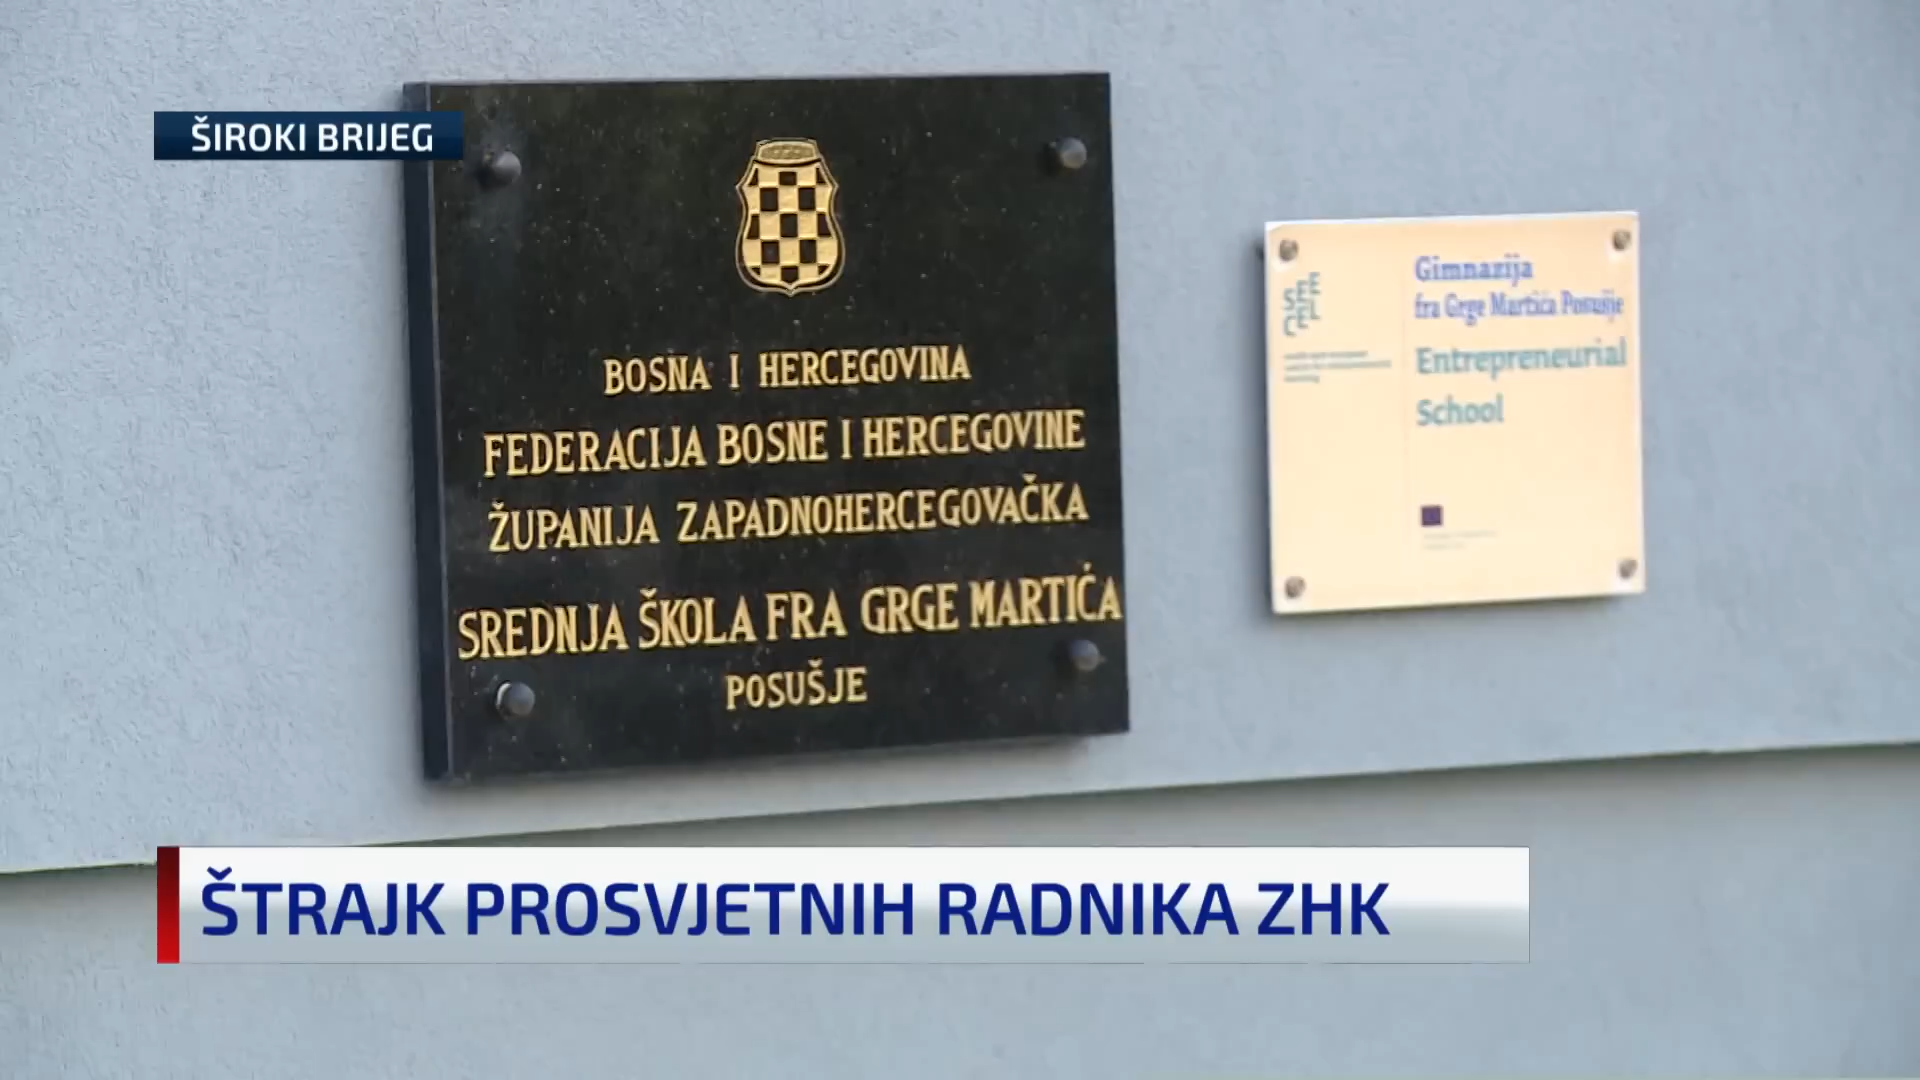 ŠIROKI BRIJEG
BOSNA I HERCEGOVINA
FEDERACIJA BOSNE I HERCEGOVINE
ŽUPANIJA ZAPADNOHERCEGOVAČKA
SREDNJA ŠKOLA FRA GRGE MARTIĆA
POSUŠJE
SEE
CEL
Gimnazija
fra Grge Martića Posušje
Entrepreneurial
School
ŠTRAJK PROSVJETNIH RADNIKA ZHK